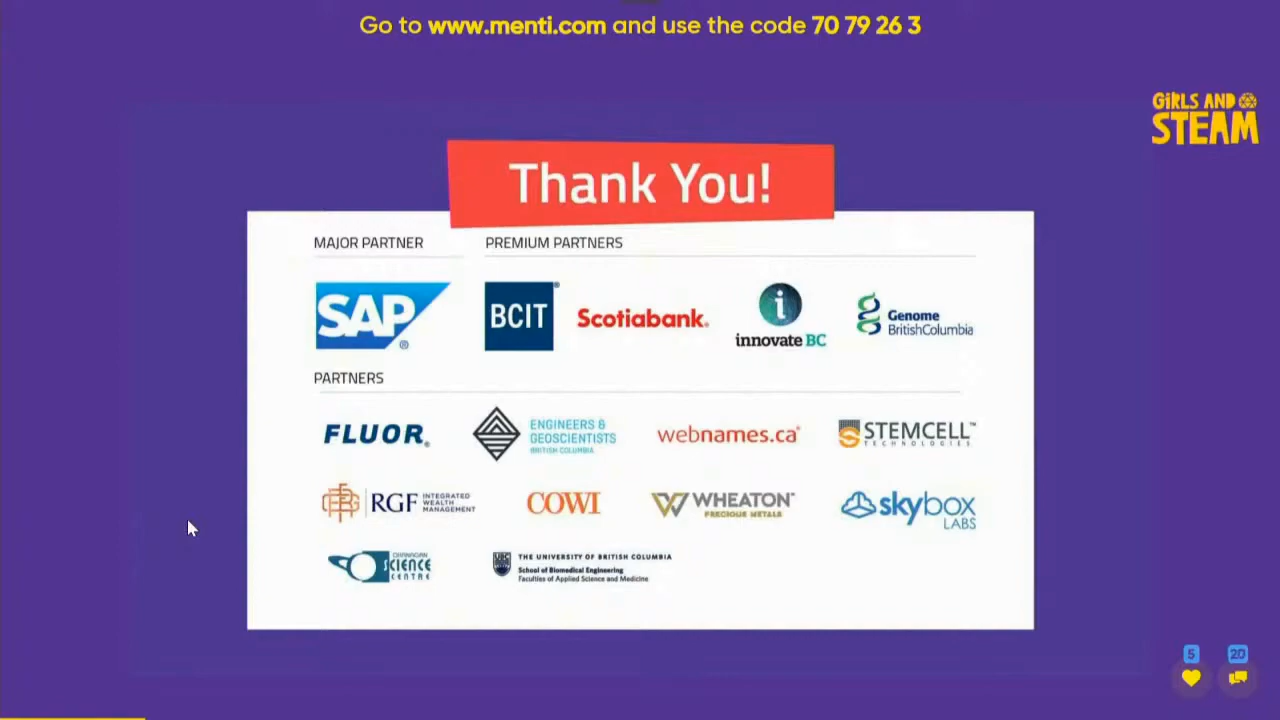 Go to www.menti.com and use the code 70 79 26 3
GIRLS AND
STEAM
Thank You!
MAJOR PARTNER
PREMIUM PARTNERS
SAP®
BCIT®
Scotiabank®
i
innovate BC
Genome
BritishColumbia
PARTNERS
FLUOR®
ENGINEERS &
GEOSCIENTISTS
BRITISH COLUMBIA
webnames.ca®
STEMCELL™
TECHNOLOGIES
RGF
INTEGRATED
WEALTH
MANAGEMENT
COWI
WHEATON™
PRECIOUS METALS
skybox
LABS
OKANAGAN
SCIENCE
CENTRE
UBC
THE UNIVERSITY OF BRITISH COLUMBIA
School of Biomedical Engineering
Faculties of Applied Science and Medicine
5
20